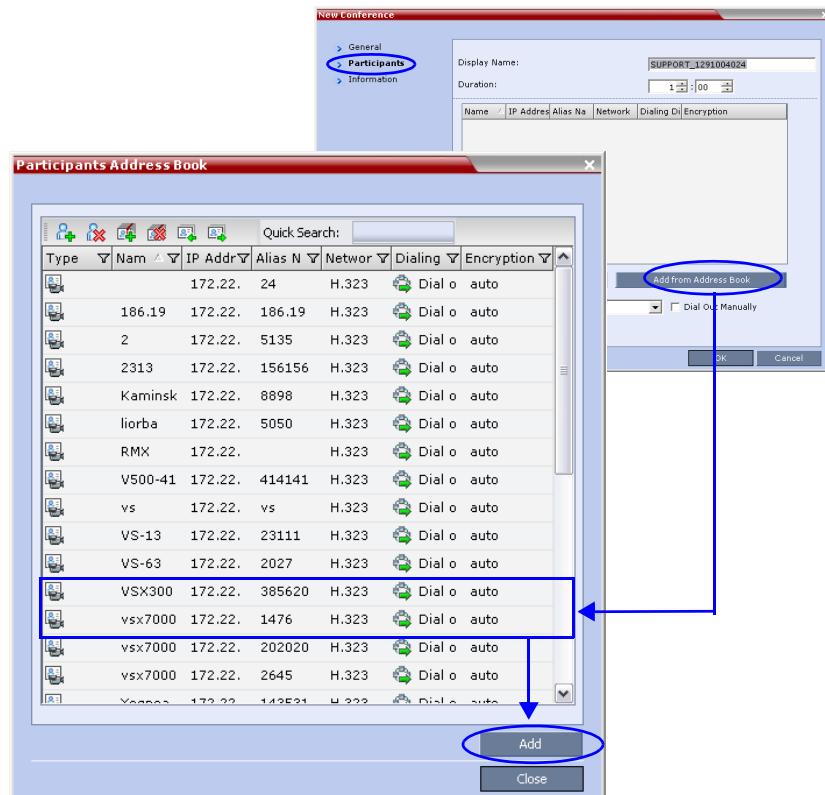 New Conference
General
Participants
Information
Display Name: SUPPORT_1291004024
Duration: 1 : 00
Name IP Addres Alias Na Network Dialing Di Encryption
Add from Address Book
Dial Out Manually
OK Cancel
Participants Address Book
Quick Search:
Type Nam IP Addr Alias N Networ Dialing Encryption
172.22. 24 H.323 Dial o auto
186.19 172.22. 186.19 H.323 Dial o auto
2 172.22. 5135 H.323 Dial o auto
2313 172.22. 156156 H.323 Dial o auto
Kaminsk 172.22. 8898 H.323 Dial o auto
liorba 172.22. 5050 H.323 Dial o auto
RMX 172.22. H.323 Dial o auto
V500-41 172.22. 414141 H.323 Dial o auto
vs 172.22. vs H.323 Dial o auto
VS-13 172.22. 23111 H.323 Dial o auto
VS-63 172.22. 2027 H.323 Dial o auto
VSX300 172.22. 385620 H.323 Dial o auto
vsx7000 172.22. 1476 H.323 Dial o auto
vsx7000 172.22. 202020 H.323 Dial o auto
vsx7000 172.22. 2645 H.323 Dial o auto
172.22. 143531 H.323 Dial o auto
Add
Close